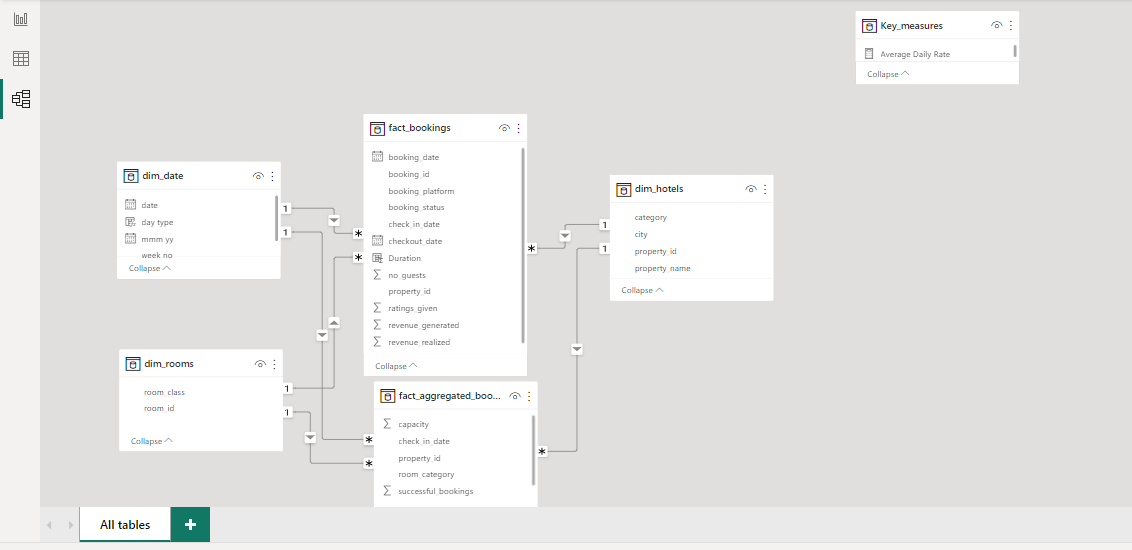 Key_measures
Average Daily Rate
Collapse
fact_bookings
booking_date
booking_id
booking_platform
booking_status
check_in_date
checkout_date
Duration
no_guests
property_id
ratings_given
revenue_generated
revenue_realized
Collapse
dim_date
date
day type
mmm yy
week no
Collapse
dim_hotels
category
city
property_id
property_name
Collapse
dim_rooms
room_class
room_id
Collapse
fact_aggregated_boo...
capacity
check_in_date
property_id
room_category
successful_bookings
1
1
*
*
1
1
*
1
1
*
*
*
All tables
+